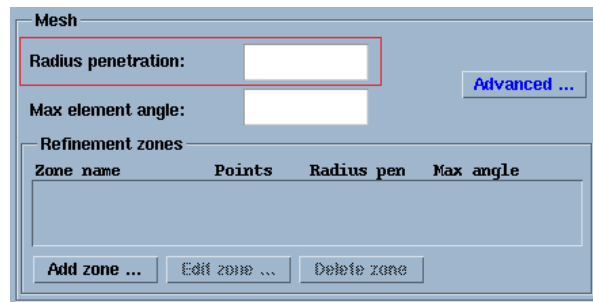 Mesh
Radius penetration:
Advanced ...
Max element angle:
Refinement zones
Zone name Points Radius pen Max angle
Add zone ... Edit zone ... Delete zone